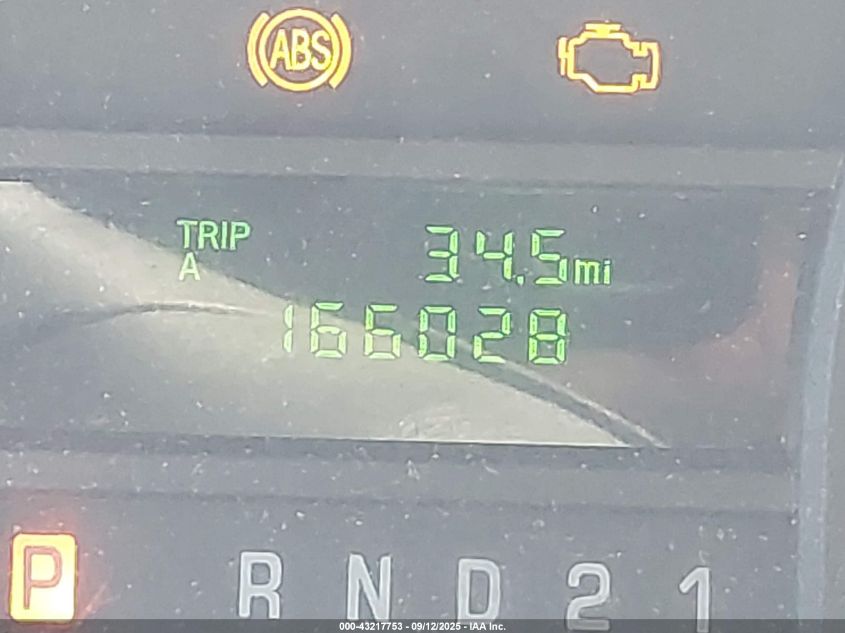 ABS
TRIP A 34.5mi
166028
P R N D 2 1
000-43217753 - 09/12/2025 - IAA Inc.